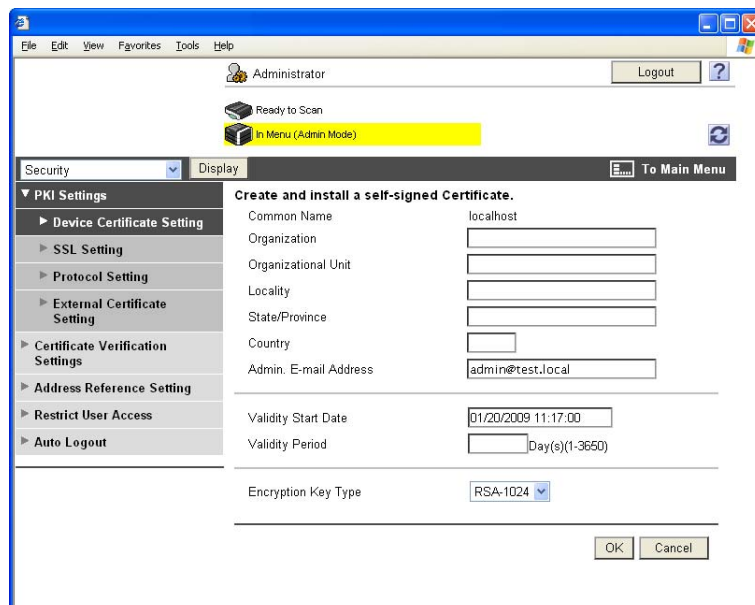 File Edit View Favorites Tools Help
Administrator
Logout
?
Ready to Scan
In Menu (Admin Mode)
Security
Display
To Main Menu
PKI Settings
Device Certificate Setting
SSL Setting
Protocol Setting
External Certificate
Setting
Certificate Verification
Settings
Address Reference Setting
Restrict User Access
Auto Logout
Create and install a self-signed Certificate.
Common Name localhost
Organization
Organizational Unit
Locality
State/Province
Country
Admin. E-mail Address admin@test.local
Validity Start Date 01/20/2009 11:17:00
Validity Period Day(s)(1-3650)
Encryption Key Type RSA-1024
OK Cancel